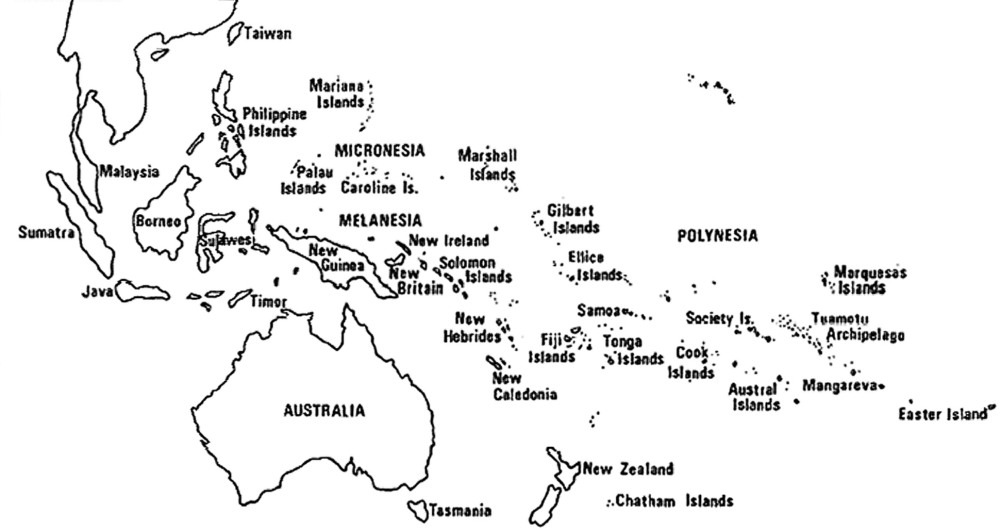 Taiwan
Mariana
Islands
Philippine
Islands
MICRONESIA
Marshall
Islands
Malaysia
Palau
Islands
Caroline Is.
Gilbert
Islands
MELANESIA
Borneo
Sumatra
Sulawesi
New Ireland
POLYNESIA
New
Guinea
Ellice
Islands
Solomon
Islands
New
Britain
Marquesas
Islands
Java
Timor
Samoa
Society Is.
Tuamotu
Archipelago
New
Hebrides
Fiji
Islands
Tonga
Islands
Cook
Islands
New
Caledonia
Austral
Islands
Mangareva
AUSTRALIA
Easter Island
New Zealand
Chatham Islands
Tasmania